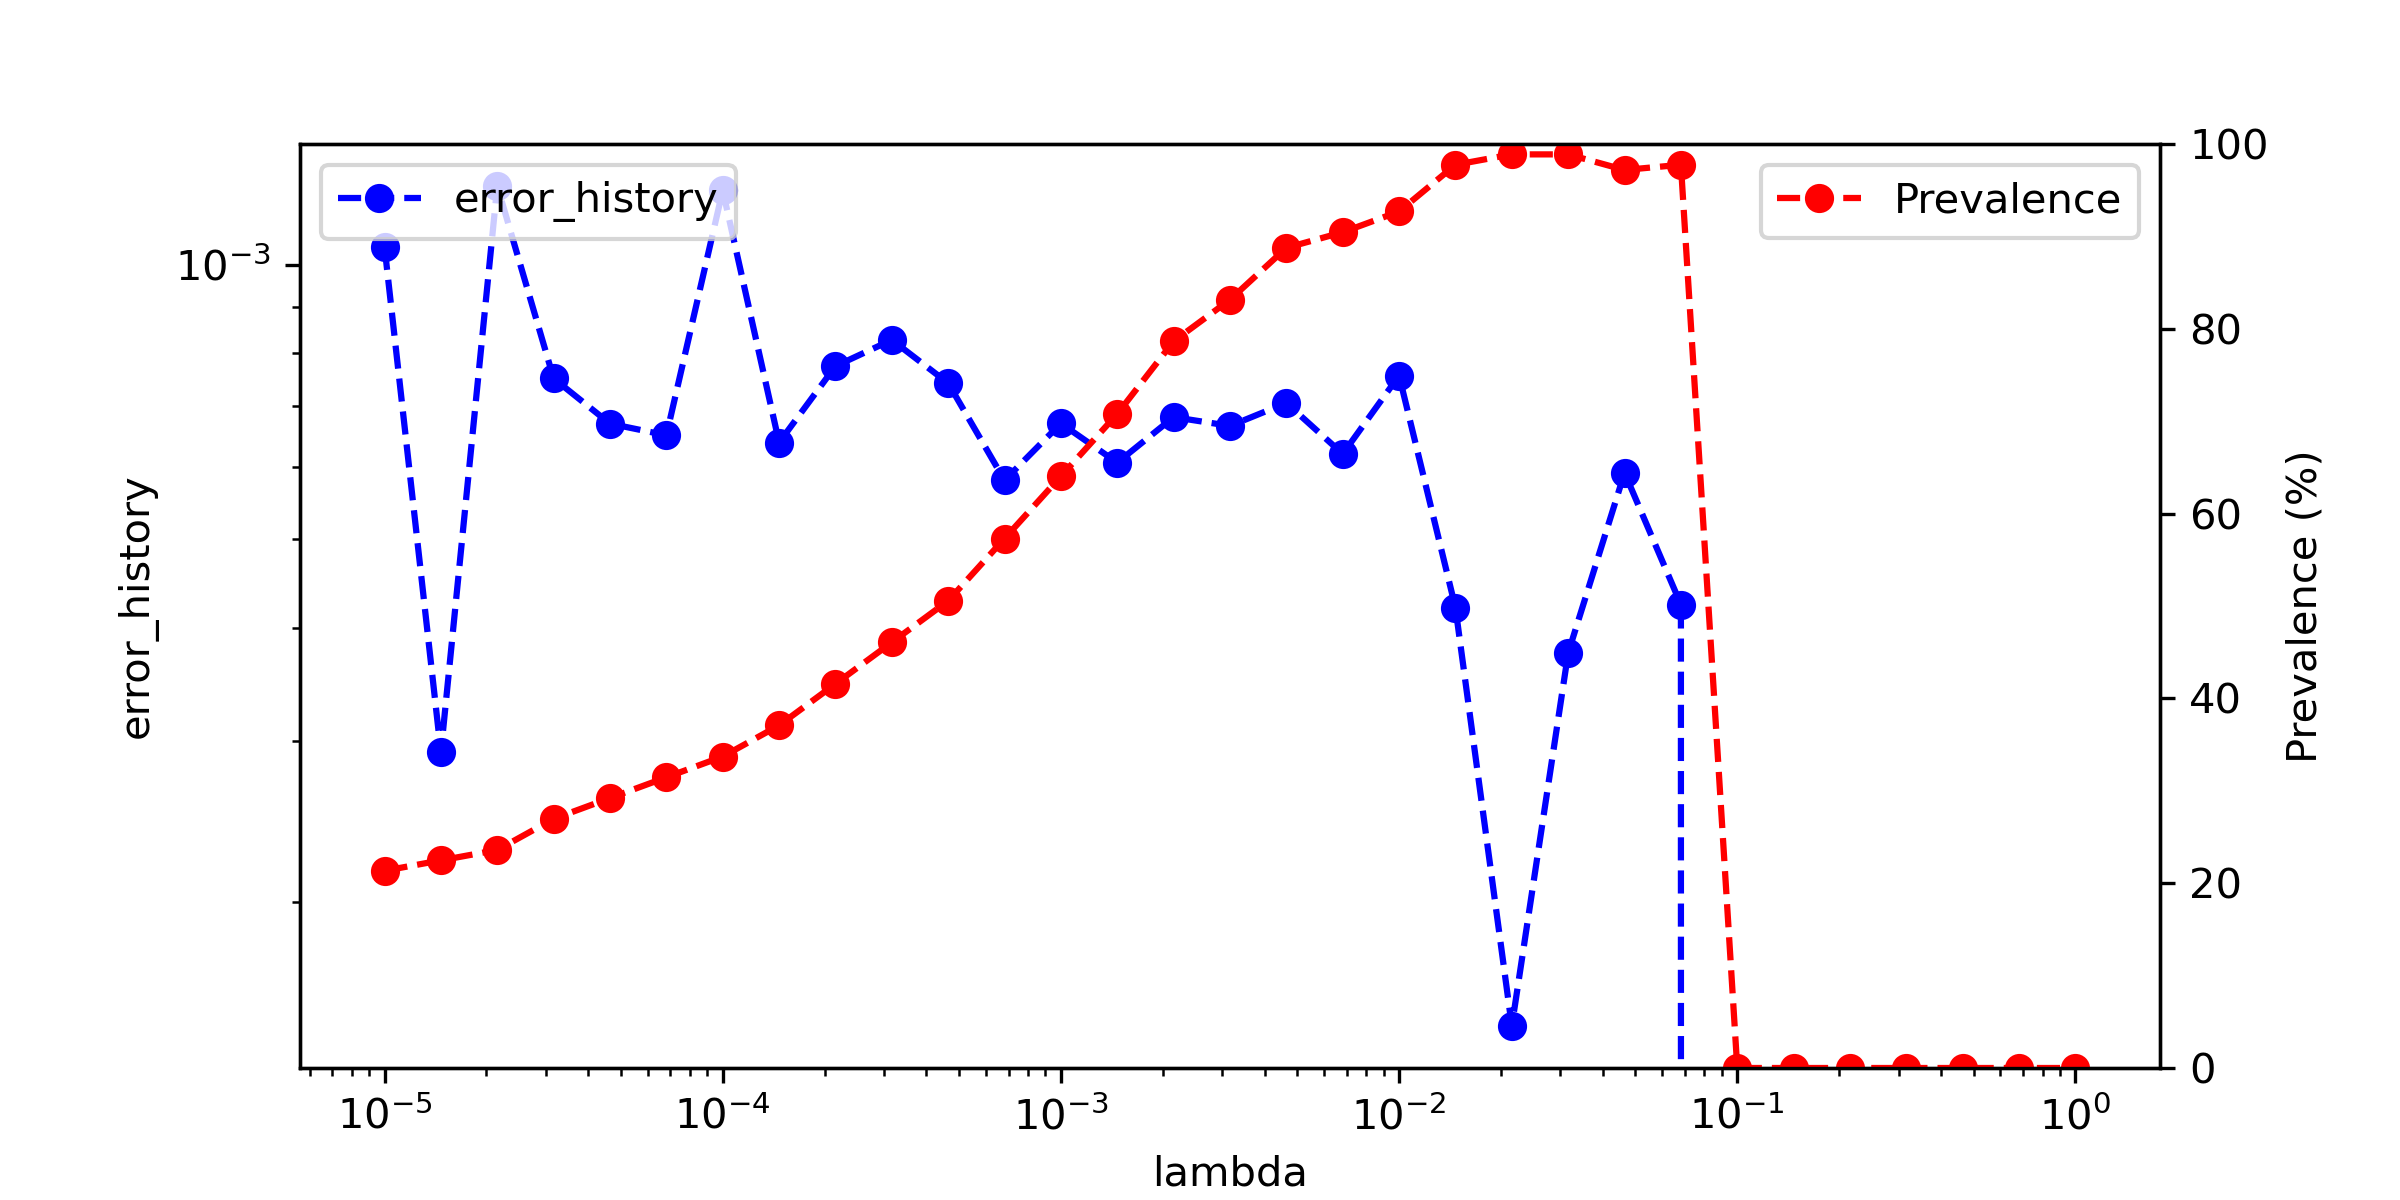 error_history
Prevalence
10⁻³
error_history
100
80
60
40
20
0
Prevalence (%)
10⁻⁵
10⁻⁴
10⁻³
10⁻²
10⁻¹
10⁰
lambda